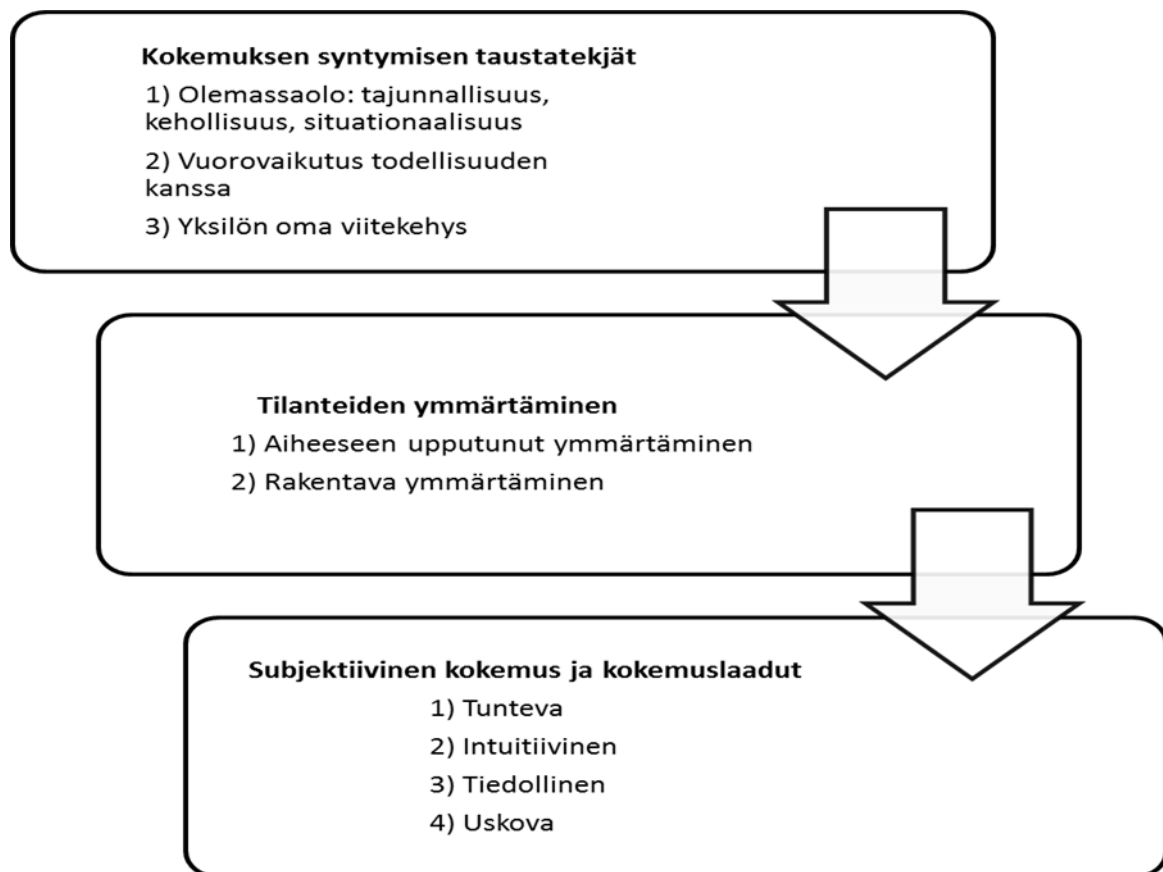 Kokemuksen syntymisen taustatekjät
1) Olemassaolo: tajunnallisuus,
kehollisuus, situationaalisuus
2) Vuorovaikutus todellisuuden
kanssa
3) Yksilön oma viitekehys
Tilanteiden ymmärtäminen
1) Aiheeseen upputunut ymmärtäminen
2) Rakentava ymmärtäminen
Subjektiivinen kokemus ja kokemuslaadut
1) Tunteva
2) Intuitiivinen
3) Tiedollinen
4) Uskova